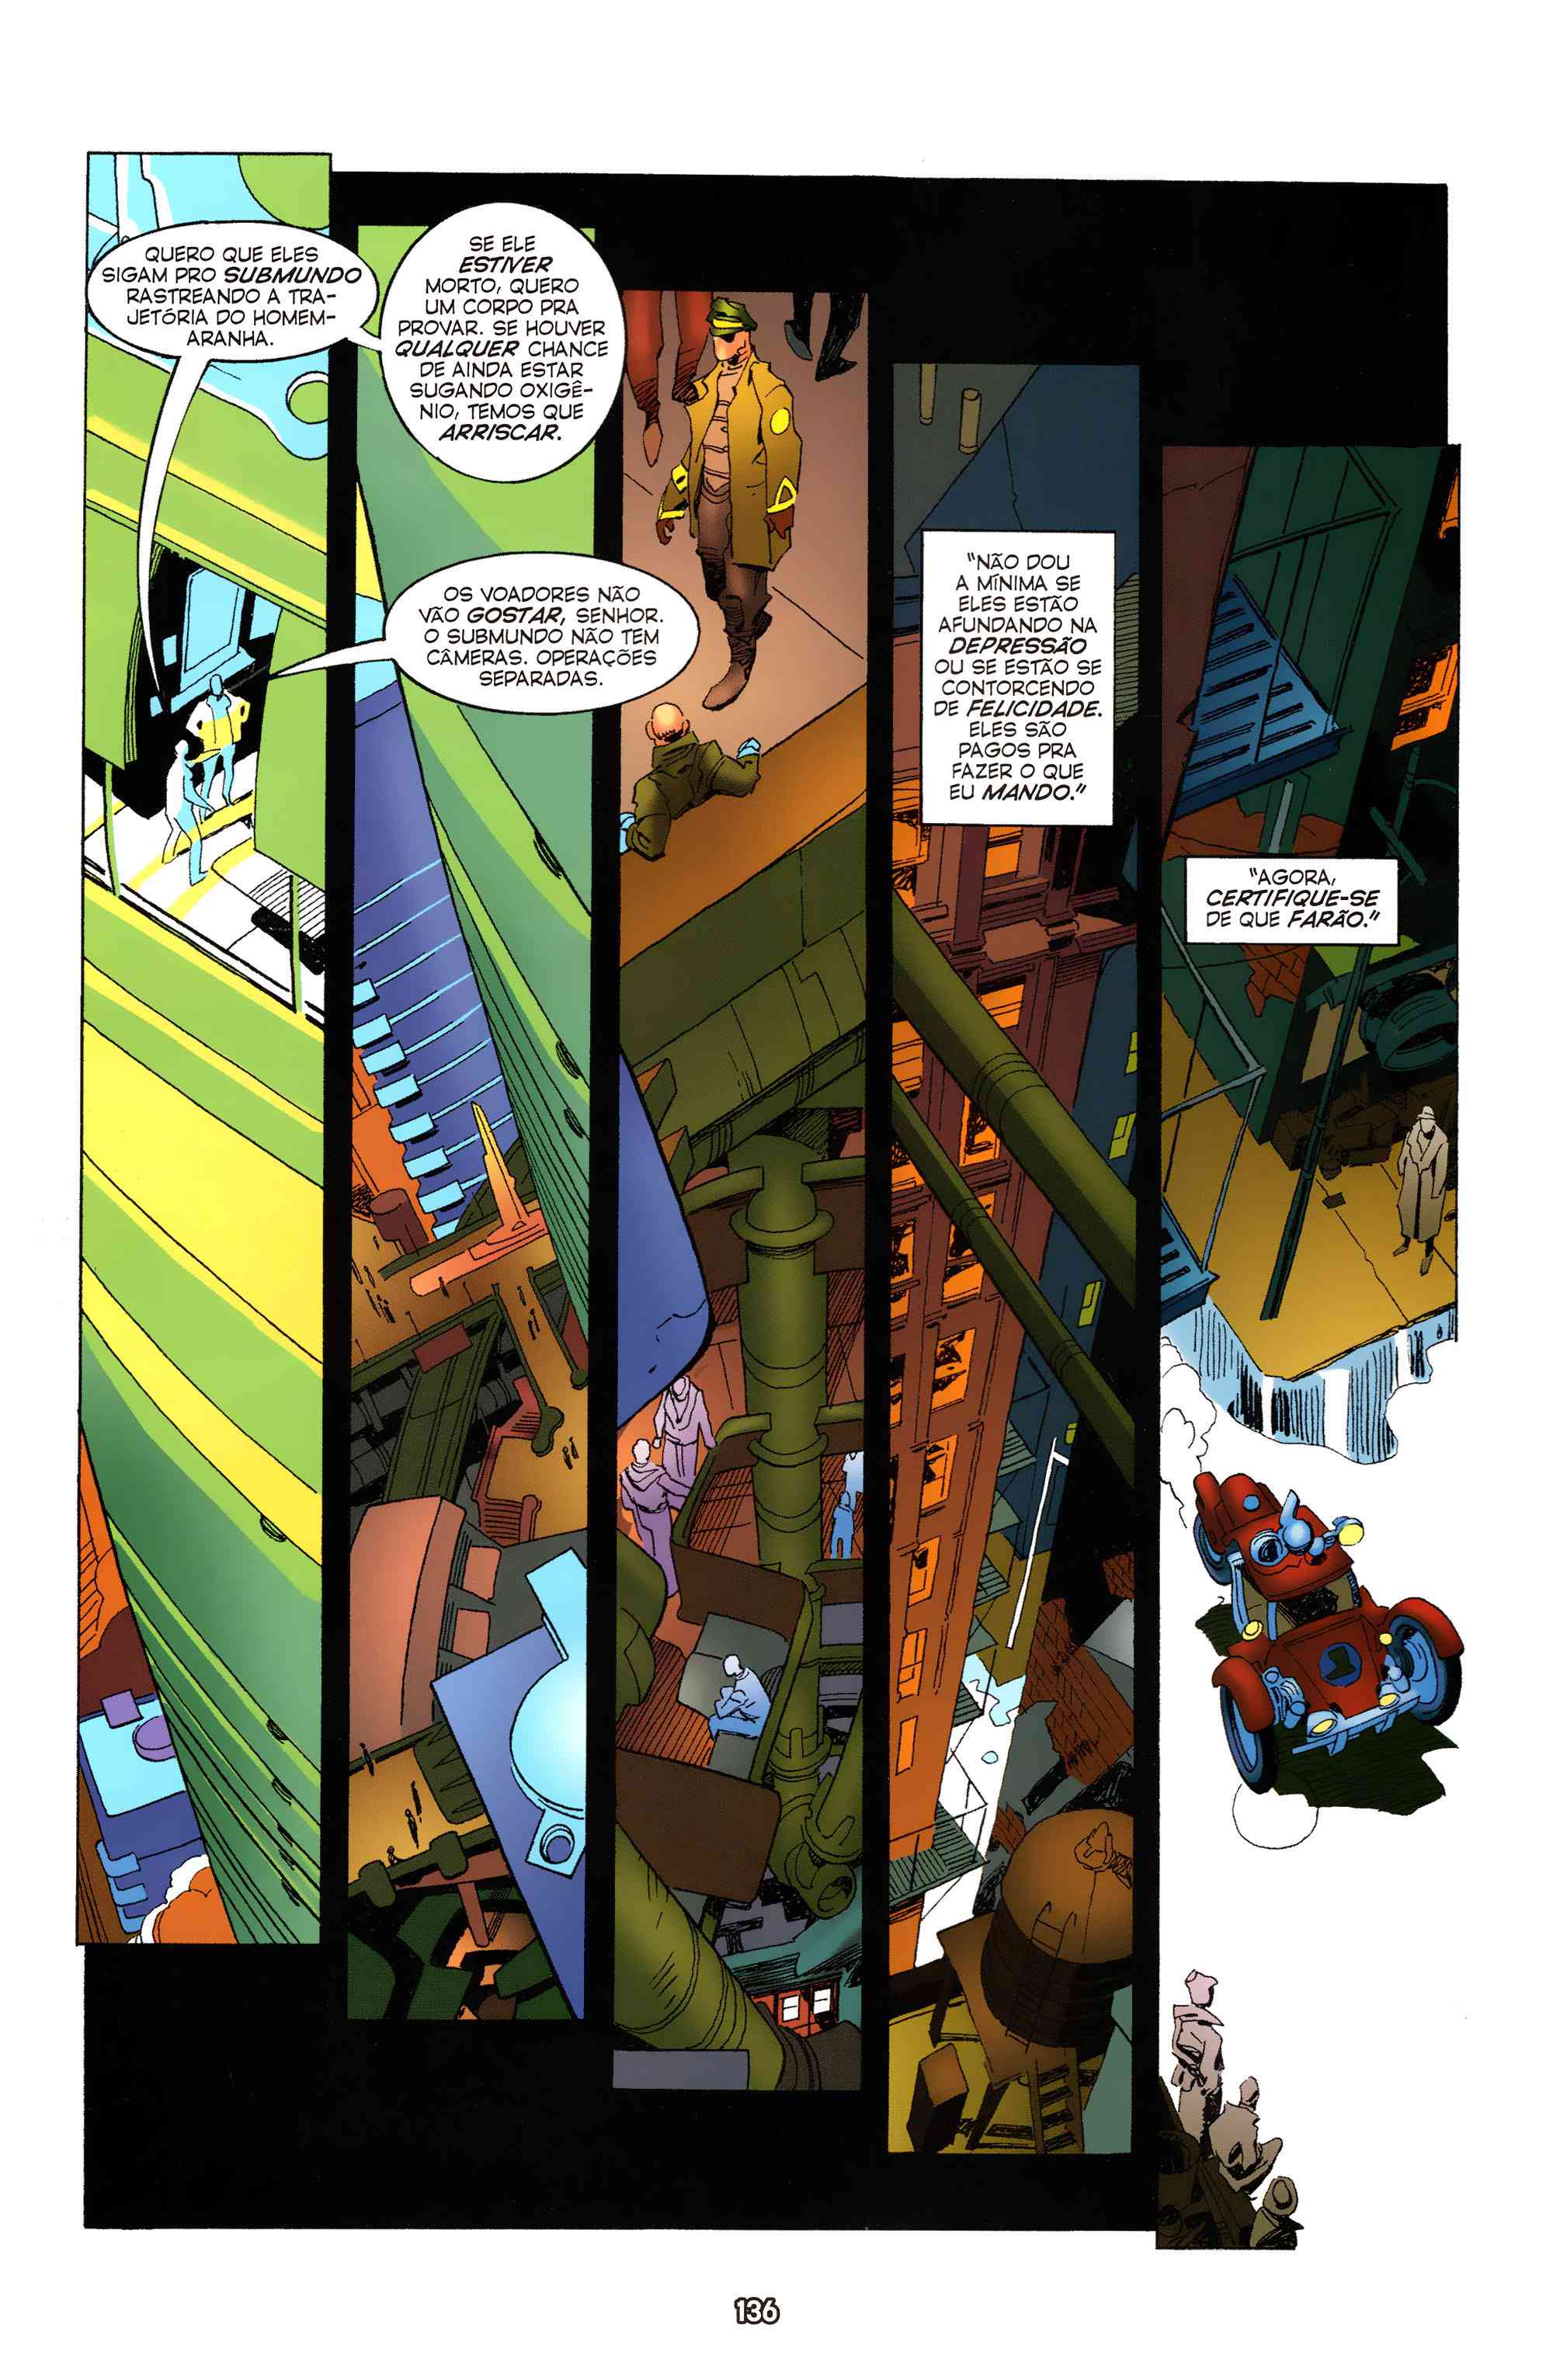 QUERO QUE ELES
SIGAM PRO SUBMUNDO
RASTREANDO A TRA-
JETÓRIA DO HOMEM-
ARANHA.
SE ELE
ESTIVER
MORTO, QUERO
UM CORPO PRA
PROVAR. SE HOUVER
QUALQUER CHANCE
DE AINDA ESTAR
SUGANDO OXIGÊ-
NIO, TEMOS QUE
ARRISCAR.
OS VOADORES NÃO
VÃO GOSTAR, SENHOR.
O SUBMUNDO NÃO TEM
CÂMERAS. OPERAÇÕES
SEPARADAS.
"NÃO DOU
A MÍNIMA SE
ELES ESTÃO
AFUNDANDO NA
DEPRESSÃO
OU SE ESTÃO SE
CONTORCENDO
DE FELICIDADE.
ELES SÃO
PAGOS PRA
FAZER O QUE
EU MANDO."
"AGORA,
CERTIFIQUE-SE
DE QUE FARÃO."
136